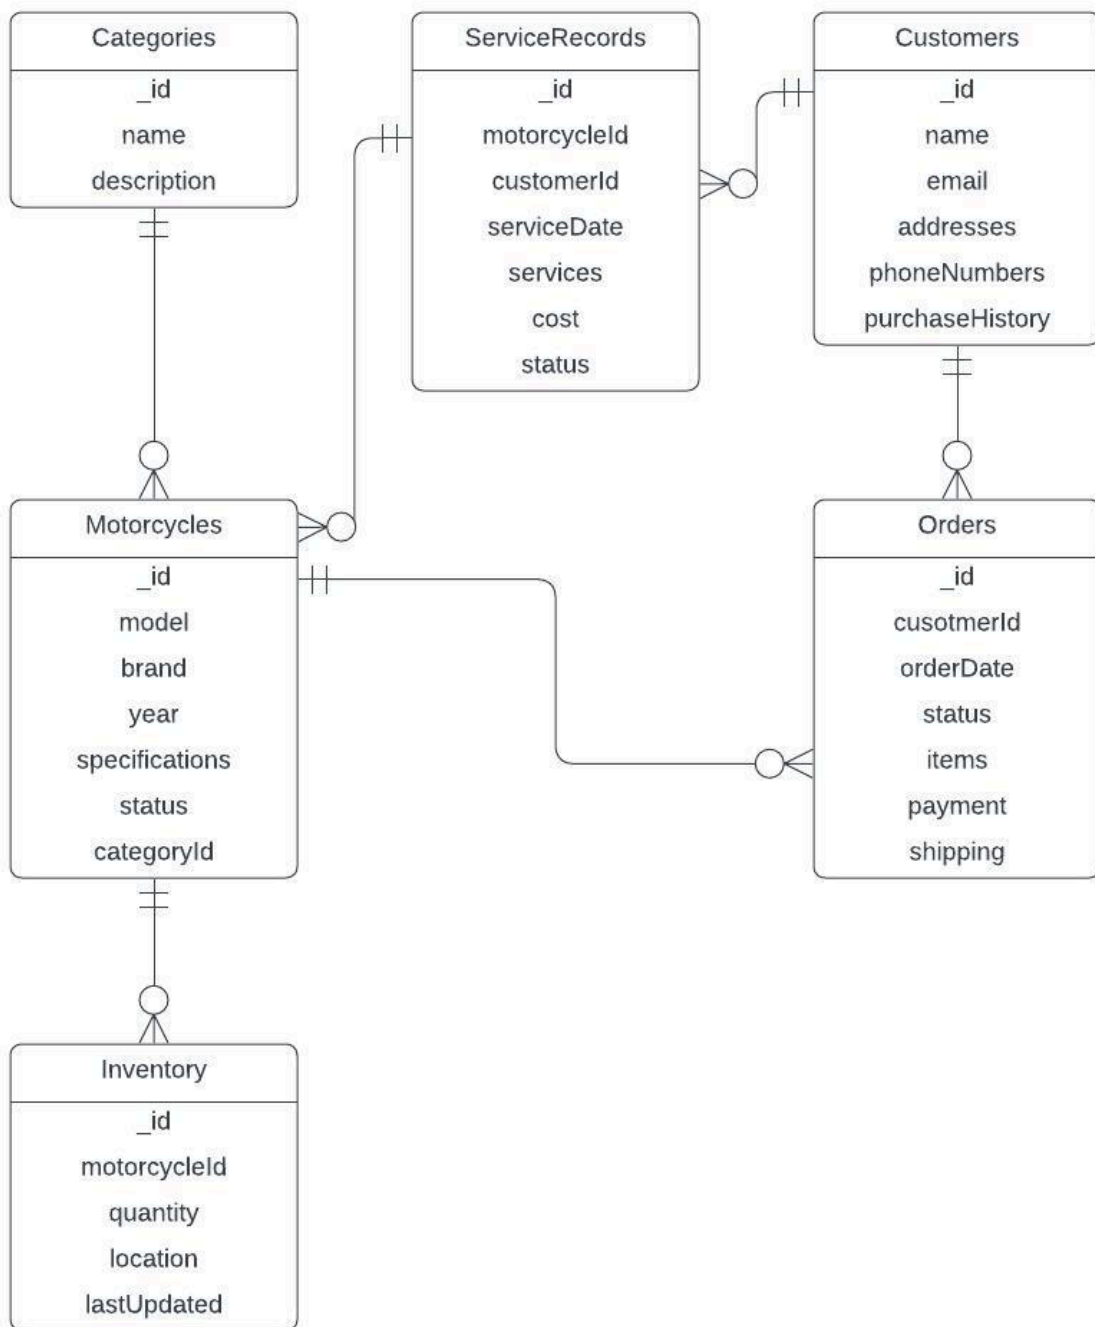 Categories
_id
name
description
ServiceRecords
_id
motorcycleId
customerId
serviceDate
services
cost
status
Customers
_id
name
email
addresses
phoneNumbers
purchaseHistory
Motorcycles
_id
model
brand
year
specifications
status
categoryId
Orders
_id
cusotmerId
orderDate
status
items
payment
shipping
Inventory
_id
motorcycleId
quantity
location
lastUpdated